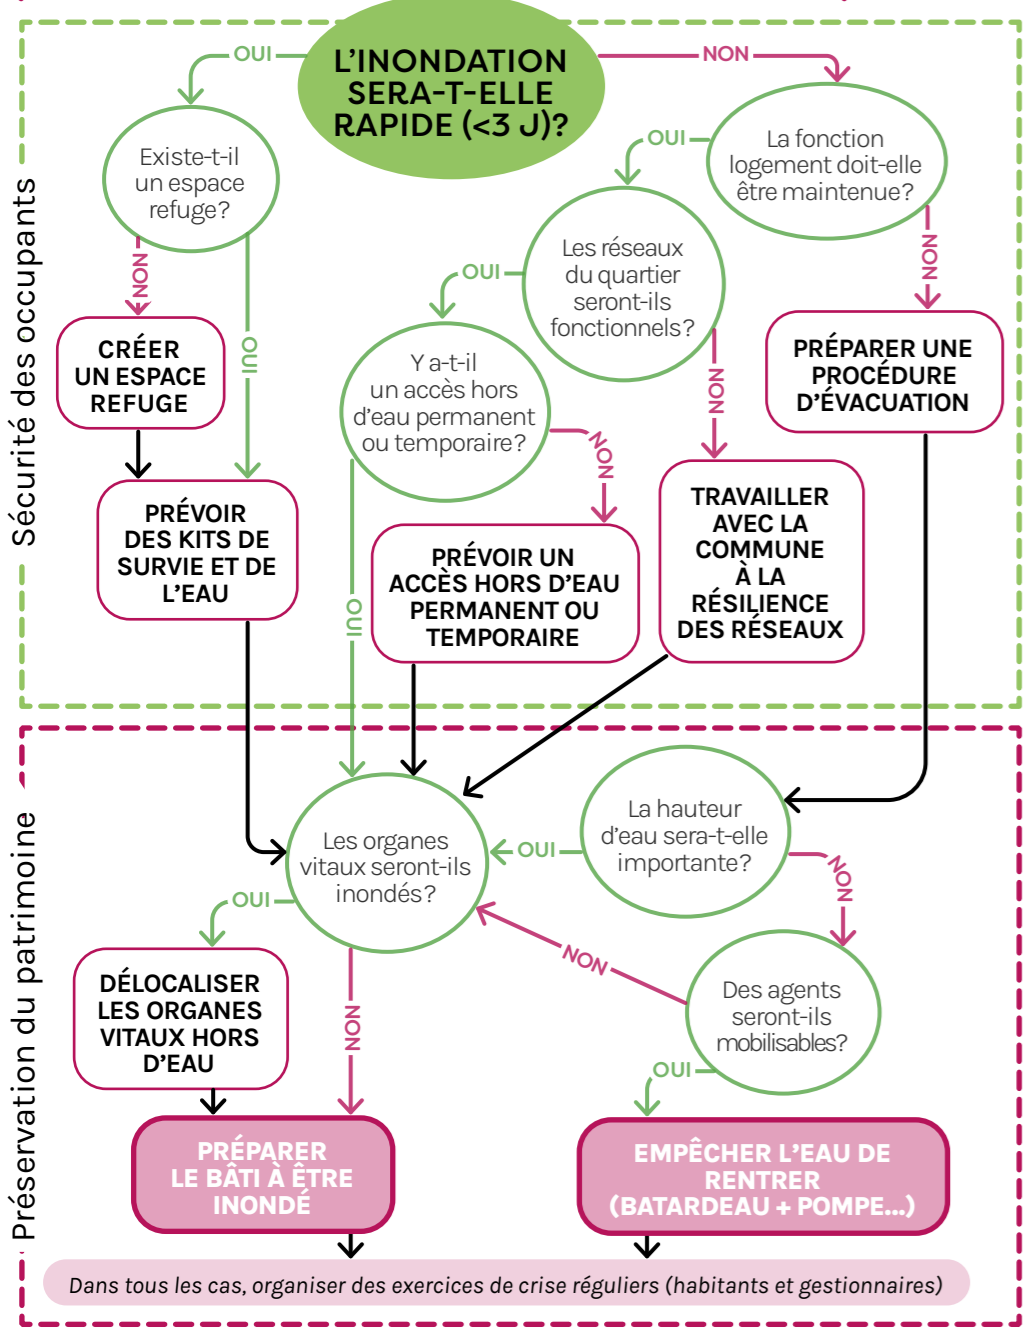 Sécurité des occupants
L'INONDATION
SERA-T-ELLE
RAPIDE (<3 J)?
OUI
NON
Existe-t-il
un espace
refuge?
NON
OUI
CRÉER
UN ESPACE
REFUGE
PRÉVOIR
DES KITS DE
SURVIE ET DE
L'EAU
La fonction
logement doit-elle
être maintenue?
OUI
NON
Les réseaux
du quartier
seront-ils
fonctionnels?
OUI
NON
Y a-t-il
un accès hors
d'eau permanent
ou temporaire?
OUI
NON
PRÉVOIR UN
ACCÈS HORS D'EAU
PERMANENT OU
TEMPORAIRE
TRAVAILLER
AVEC LA
COMMUNE
À LA
RÉSILIENCE
DES RÉSEAUX
PRÉPARER UNE
PROCÉDURE
D'ÉVACUATION
Préservation du patrimoine
Les organes
vitaux seront-ils
inondés?
OUI
NON
La hauteur
d'eau sera-t-elle
importante?
OUI
NON
Des agents
seront-ils
mobilisables?
NON
OUI
DÉLOCALISER
LES ORGANES
VITAUX HORS
D'EAU
PRÉPARER
LE BÂTI À ÊTRE
INONDÉ
EMPÊCHER L'EAU DE
RENTRER
(BATARDEAU + POMPE...)
Dans tous les cas, organiser des exercices de crise réguliers (habitants et gestionnaires)